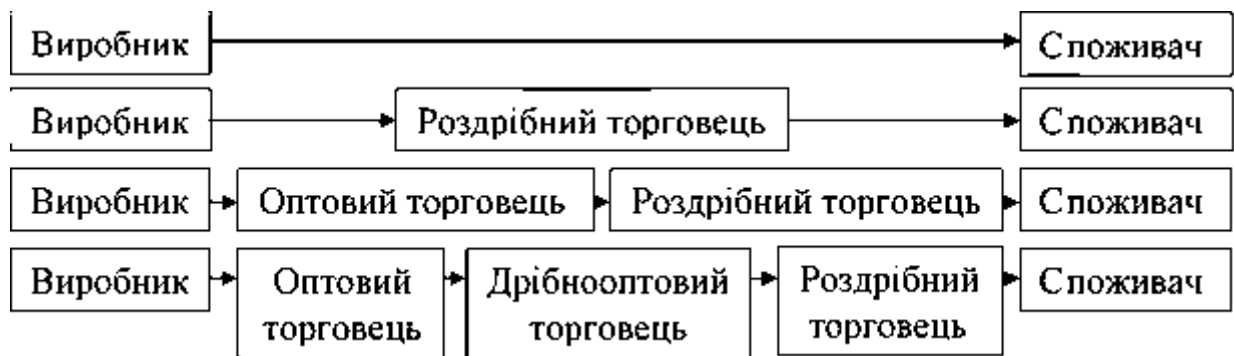 Виробник Споживач
Виробник Роздрібний торговець Споживач
Виробник Оптовий торговець Роздрібний торговець Споживач
Виробник Оптовий Дрібнооптовий Роздрібний Споживач
торговець торговець торговець